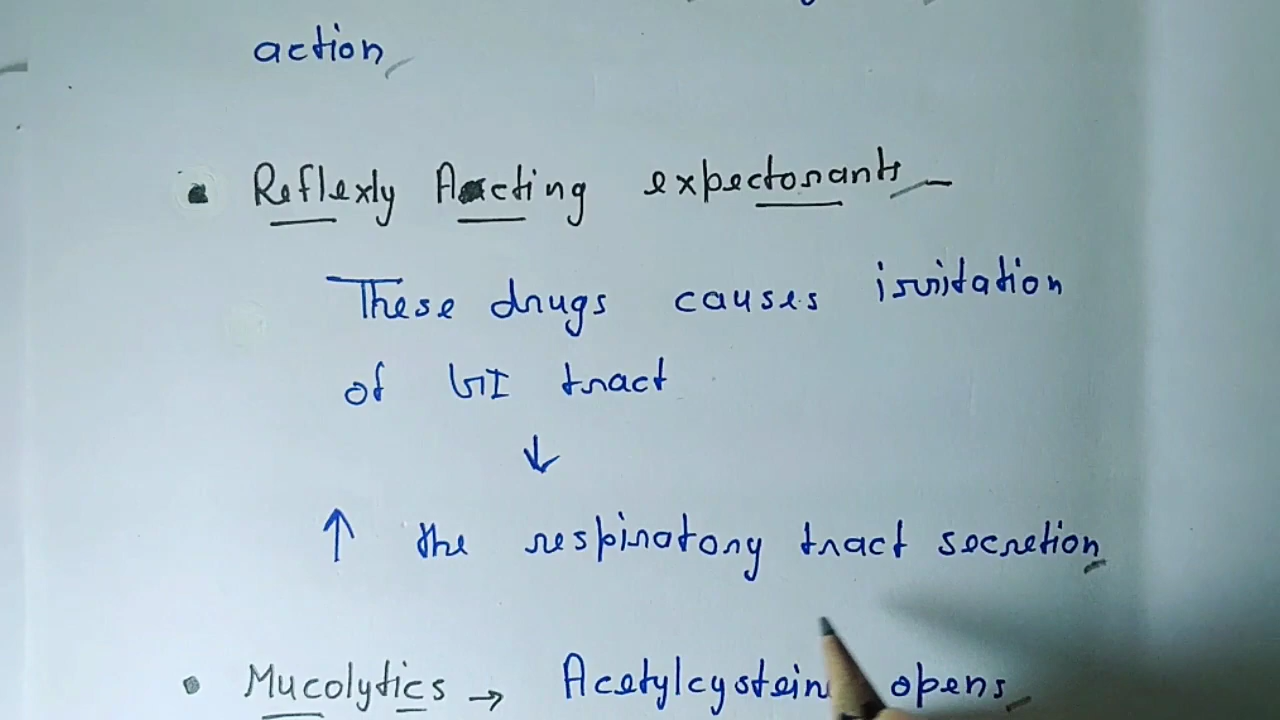 action
Reflexly Acting expectorants -
These drugs causes irritation
of GI tract
↓
↑ the respiratory tract secretion
• Mucolytics → Acetylcystein opens